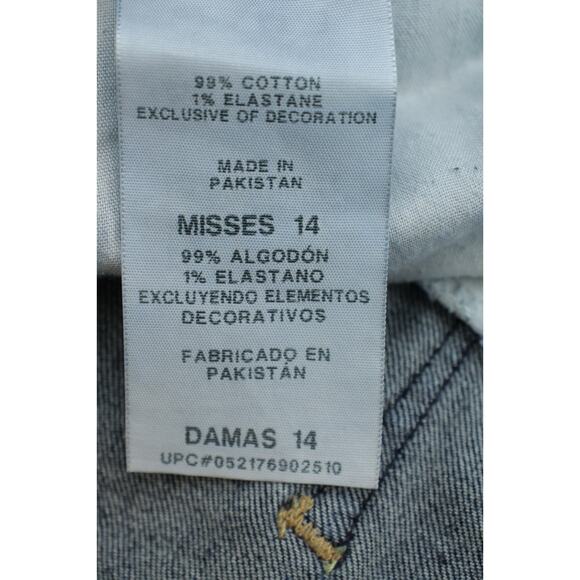 99% COTTON
1% ELASTANE
EXCLUSIVE OF DECORATION
MADE IN
PAKISTAN
MISSES 14
99% ALGODÓN
1% ELASTANO
EXCLUYENDO ELEMENTOS
DECORATIVOS
FABRICADO EN
PAKISTÁN
DAMAS 14
UPC#052176902510